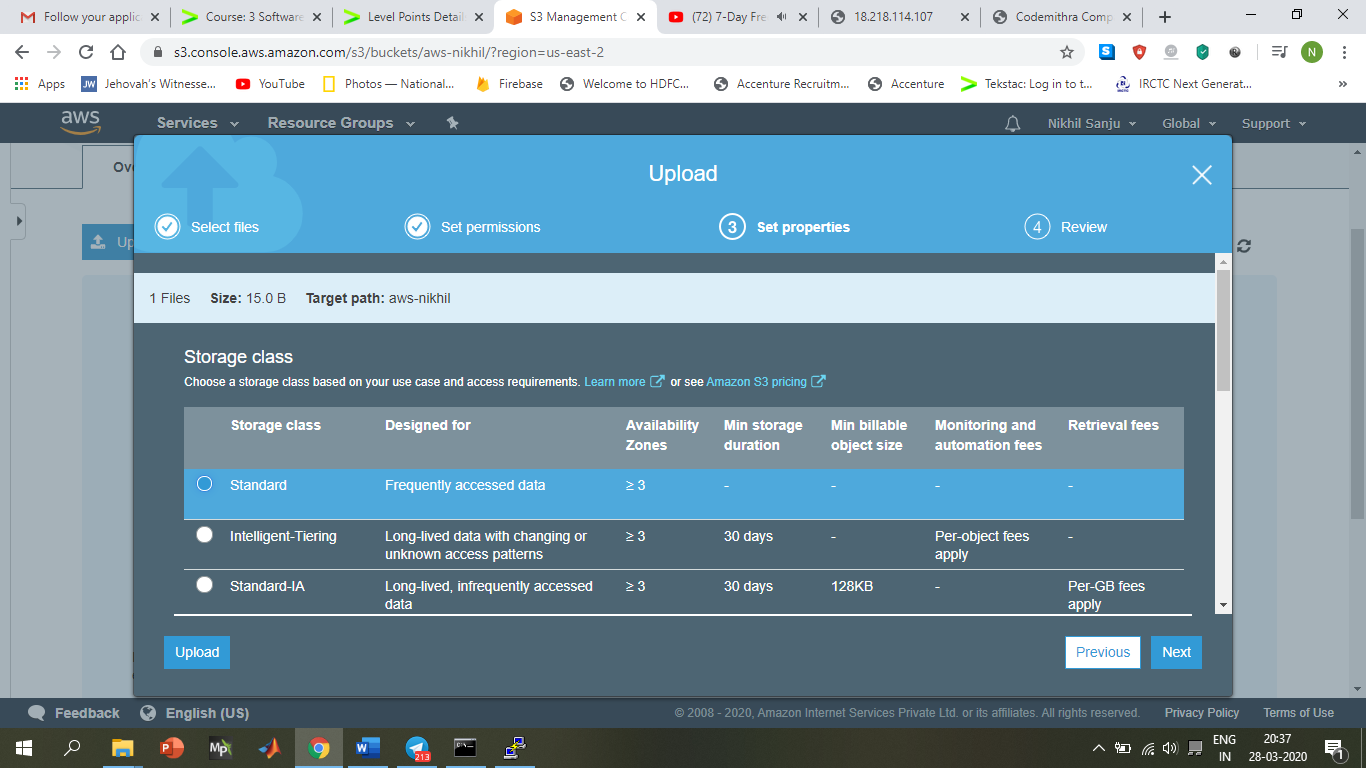 Follow your applic
Course: 3 Software
Level Points Detail
S3 Management C
(72) 7-Day Fre
18.218.114.107
Codemithra Comp
s3.console.aws.amazon.com/s3/buckets/aws-nikhil/?region=us-east-2
N
Apps
JW
Jehovah's Witnesse...
YouTube
Photos — National...
Firebase
Welcome to HDFC...
Accenture Recruitm...
Accenture
Tekstac: Log in to t...
IRCTC Next Generat...
»
aws
Services
Resource Groups
Nikhil Sanju
Global
Support
Ove
Up
Upload
Select files
Set permissions
3 Set properties
4 Review
1 Files Size: 15.0 B Target path: aws-nikhil
Storage class
Choose a storage class based on your use case and access requirements. Learn more or see Amazon S3 pricing
Storage class Designed for Availability Zones Min storage duration Min billable object size Monitoring and automation fees Retrieval fees
Standard Frequently accessed data ≥ 3 - - - -
Intelligent-Tiering Long-lived data with changing or unknown access patterns ≥ 3 30 days - Per-object fees apply -
Standard-IA Long-lived, infrequently accessed data ≥ 3 30 days 128KB - Per-GB fees apply
Upload
Previous
Next
Feedback
English (US)
© 2008 - 2020, Amazon Internet Services Private Ltd. or its affiliates. All rights reserved.
Privacy Policy
Terms of Use
213
ENG
IN
20:37
28-03-2020
1